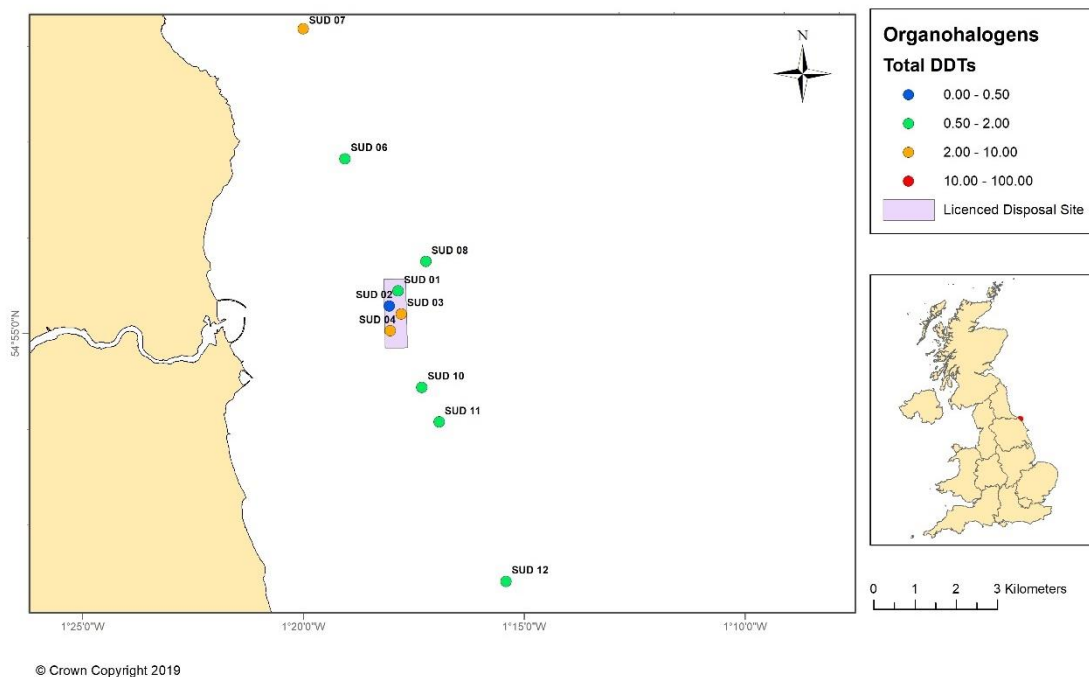 SUD 07
SUD 06
SUD 08
SUD 01
SUD 02
SUD 03
SUD 04
SUD 10
SUD 11
SUD 12
N
54°55'0"N
1°25'0"W
1°20'0"W
1°15'0"W
1°10'0"W
Organohalogens
Total DDTs
0.00 - 0.50
0.50 - 2.00
2.00 - 10.00
10.00 - 100.00
Licenced Disposal Site
0 1 2 3 Kilometers
© Crown Copyright 2019